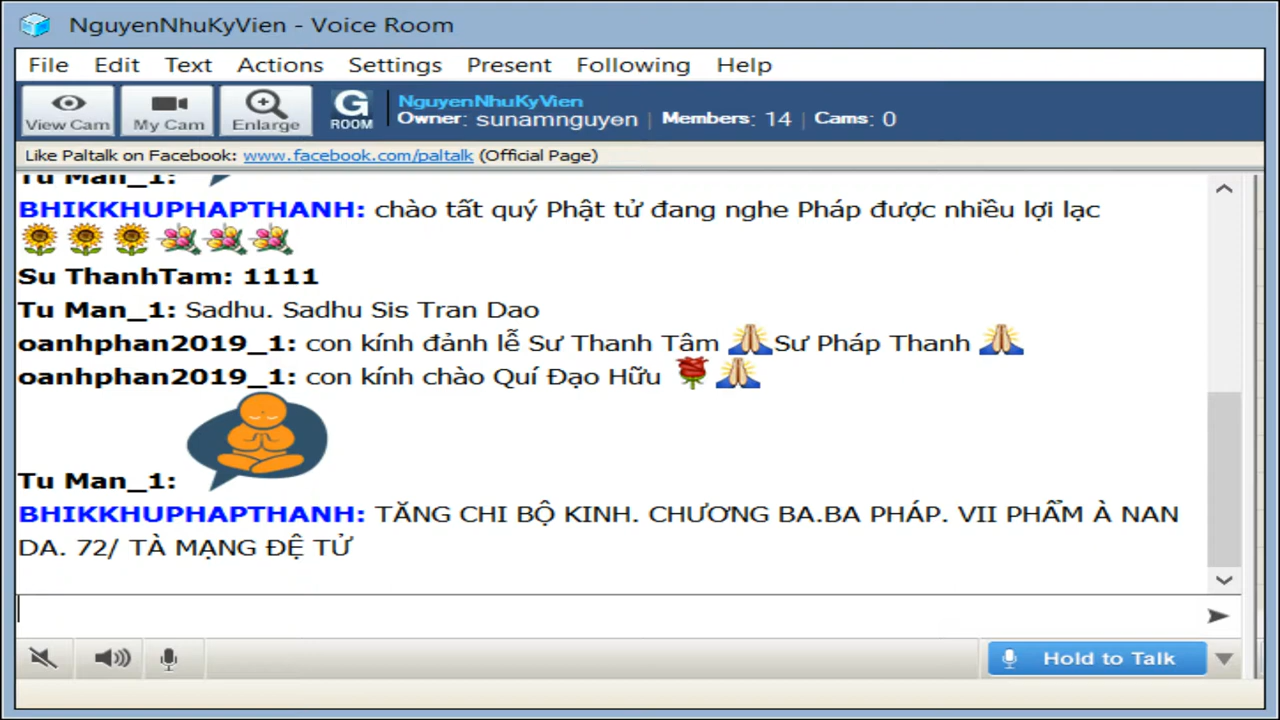 NguyenNhuKyVien - Voice Room
File Edit Text Actions Settings Present Following Help
View Cam My Cam Enlarge G ROOM
NguyenNhuKyVien
Owner: sunamnguyen | Members: 14 | Cams: 0
Like Paltalk on Facebook: www.facebook.com/paltalk (Official Page)
Tu Man_1:
BHIKKHUPHAPTHANH: chào tất quý Phật tử đang nghe Pháp được nhiều lợi lạc
Su ThanhTam: 1111
Tu Man_1: Sadhu. Sadhu Sis Tran Dao
oanhphan2019_1: con kính đảnh lễ Sư Thanh Tâm Sư Pháp Thanh
oanhphan2019_1: con kính chào Quí Đạo Hữu
Tu Man_1:
BHIKKHUPHAPTHANH: TĂNG CHI BỘ KINH. CHƯƠNG BA.BA PHÁP. VII PHẨM À NAN
DA. 72/ TÀ MẠNG ĐỆ TỬ
Hold to Talk